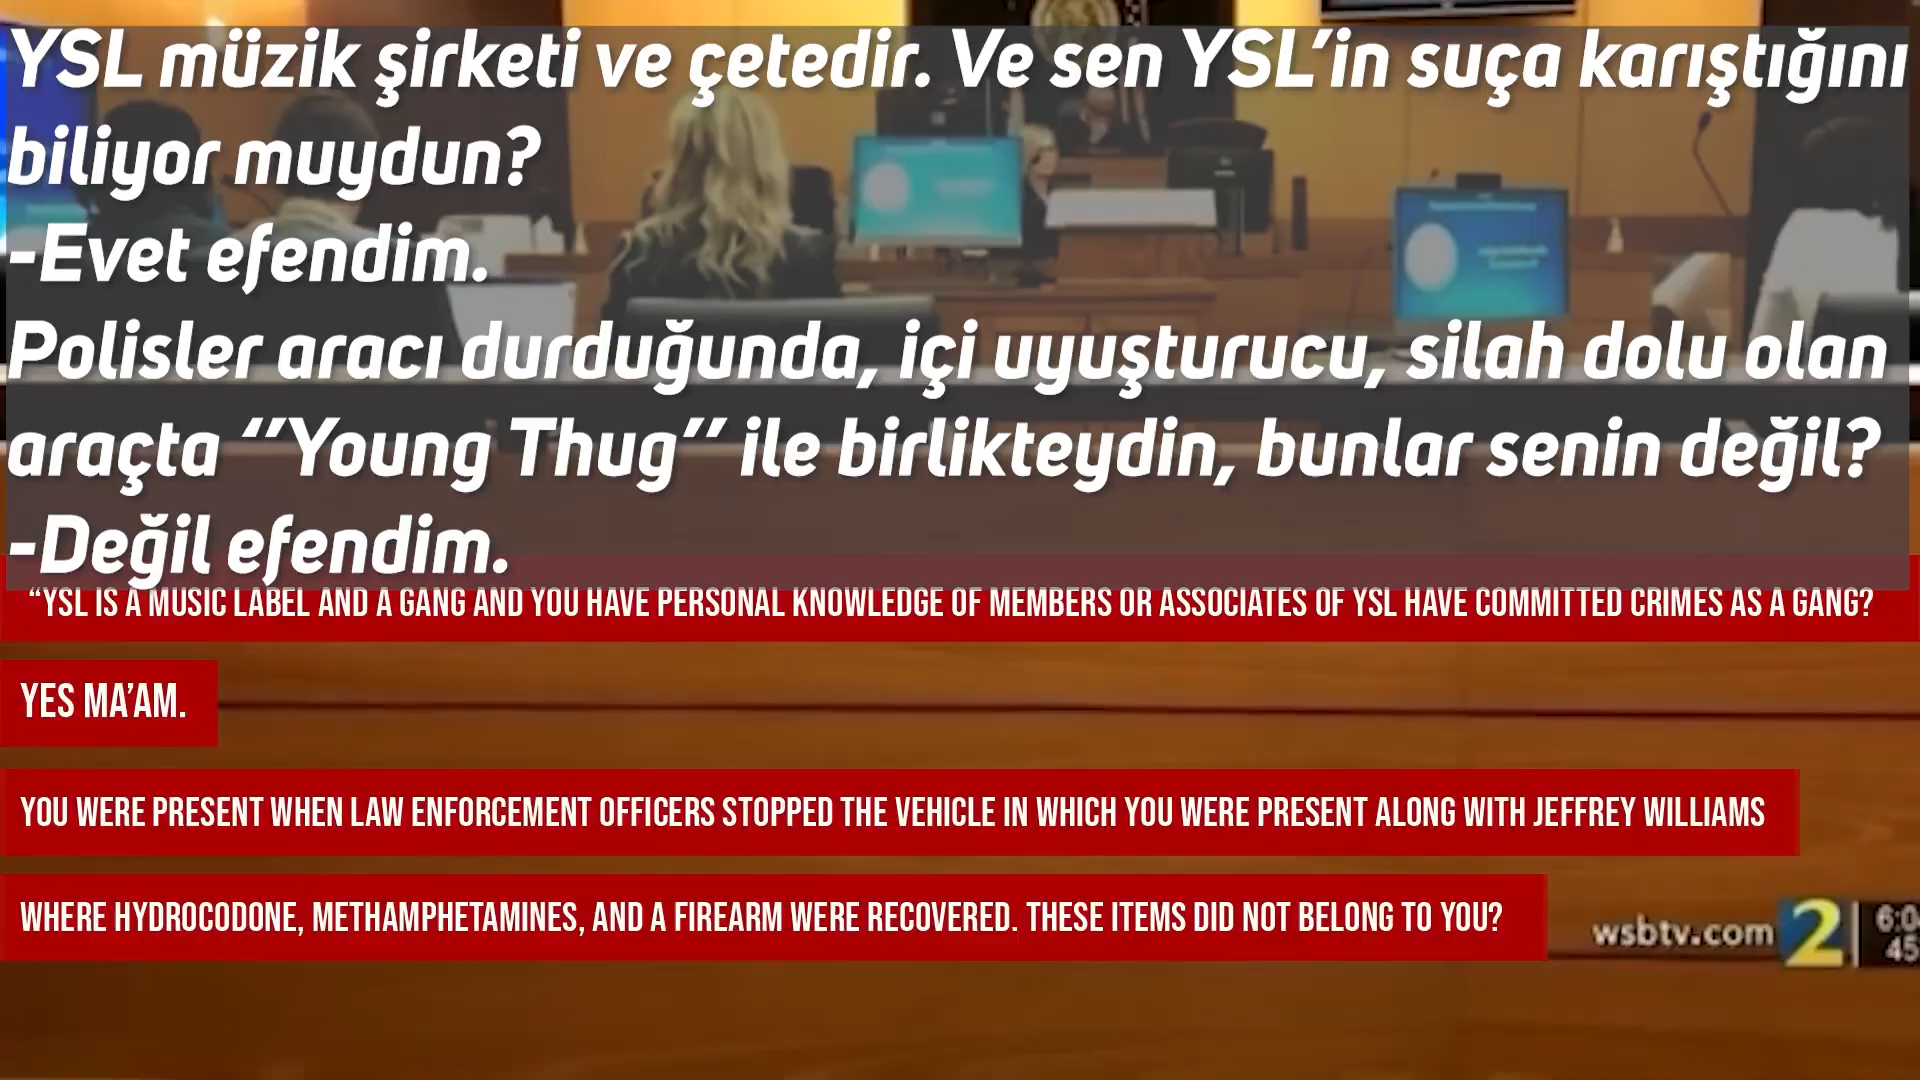 YSL müzik şirketi ve çetedir. Ve sen YSL’in suça karıştığını
biliyor muydun?
-Evet efendim.
Polisler aracı durduğunda, içi uyuşturucu, silah dolu olan
araçta ‘’Young Thug’’ ile birlikteydin, bunlar senin değil?
-Değil efendim.
“YSL IS A MUSIC LABEL AND A GANG AND YOU HAVE PERSONAL KNOWLEDGE OF MEMBERS OR ASSOCIATES OF YSL HAVE COMMITTED CRIMES AS A GANG?
YES MA’AM.
YOU WERE PRESENT WHEN LAW ENFORCEMENT OFFICERS STOPPED THE VEHICLE IN WHICH YOU WERE PRESENT ALONG WITH JEFFREY WILLIAMS
WHERE HYDROCODONE, METHAMPHETAMINES, AND A FIREARM WERE RECOVERED. THESE ITEMS DID NOT BELONG TO YOU?
wsbtv.com 2
45